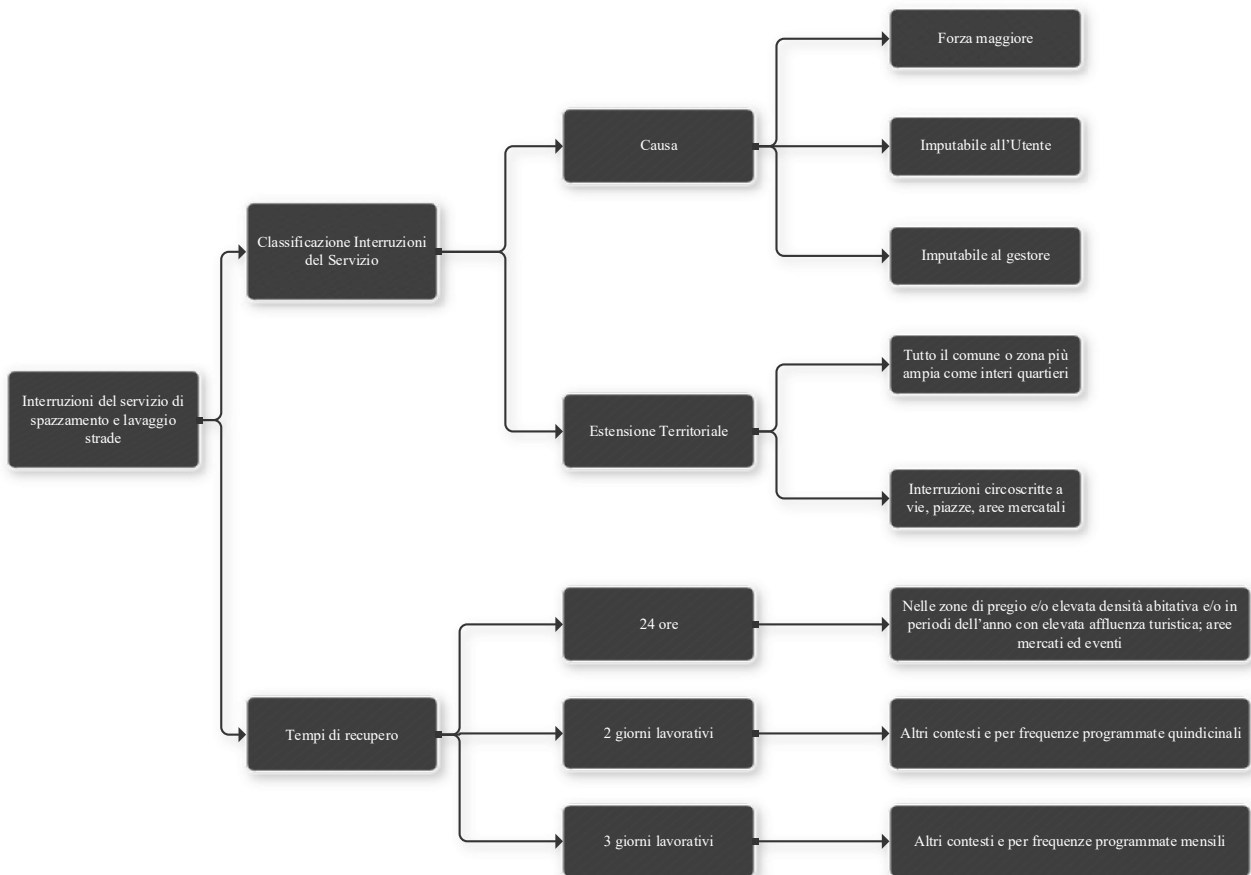 Forza maggiore
Causa
Imputabile all’Utente
Classificazione Interruzioni
del Servizio
Imputabile al gestore
Tutto il comune o zona più
ampia come interi quartieri
Interruzioni del servizio di
spazzamento e lavaggio
strade
Estensione Territoriale
Interruzioni circoscritte a
vie, piazze, aree mercatali
24 ore
Nelle zone di pregio e/o elevata densità abitativa e/o in
periodi dell’anno con elevata affluenza turistica; aree
mercati ed eventi
Tempi di recupero
2 giorni lavorativi
Altri contesti e per frequenze programmate quindicinali
3 giorni lavorativi
Altri contesti e per frequenze programmate mensili